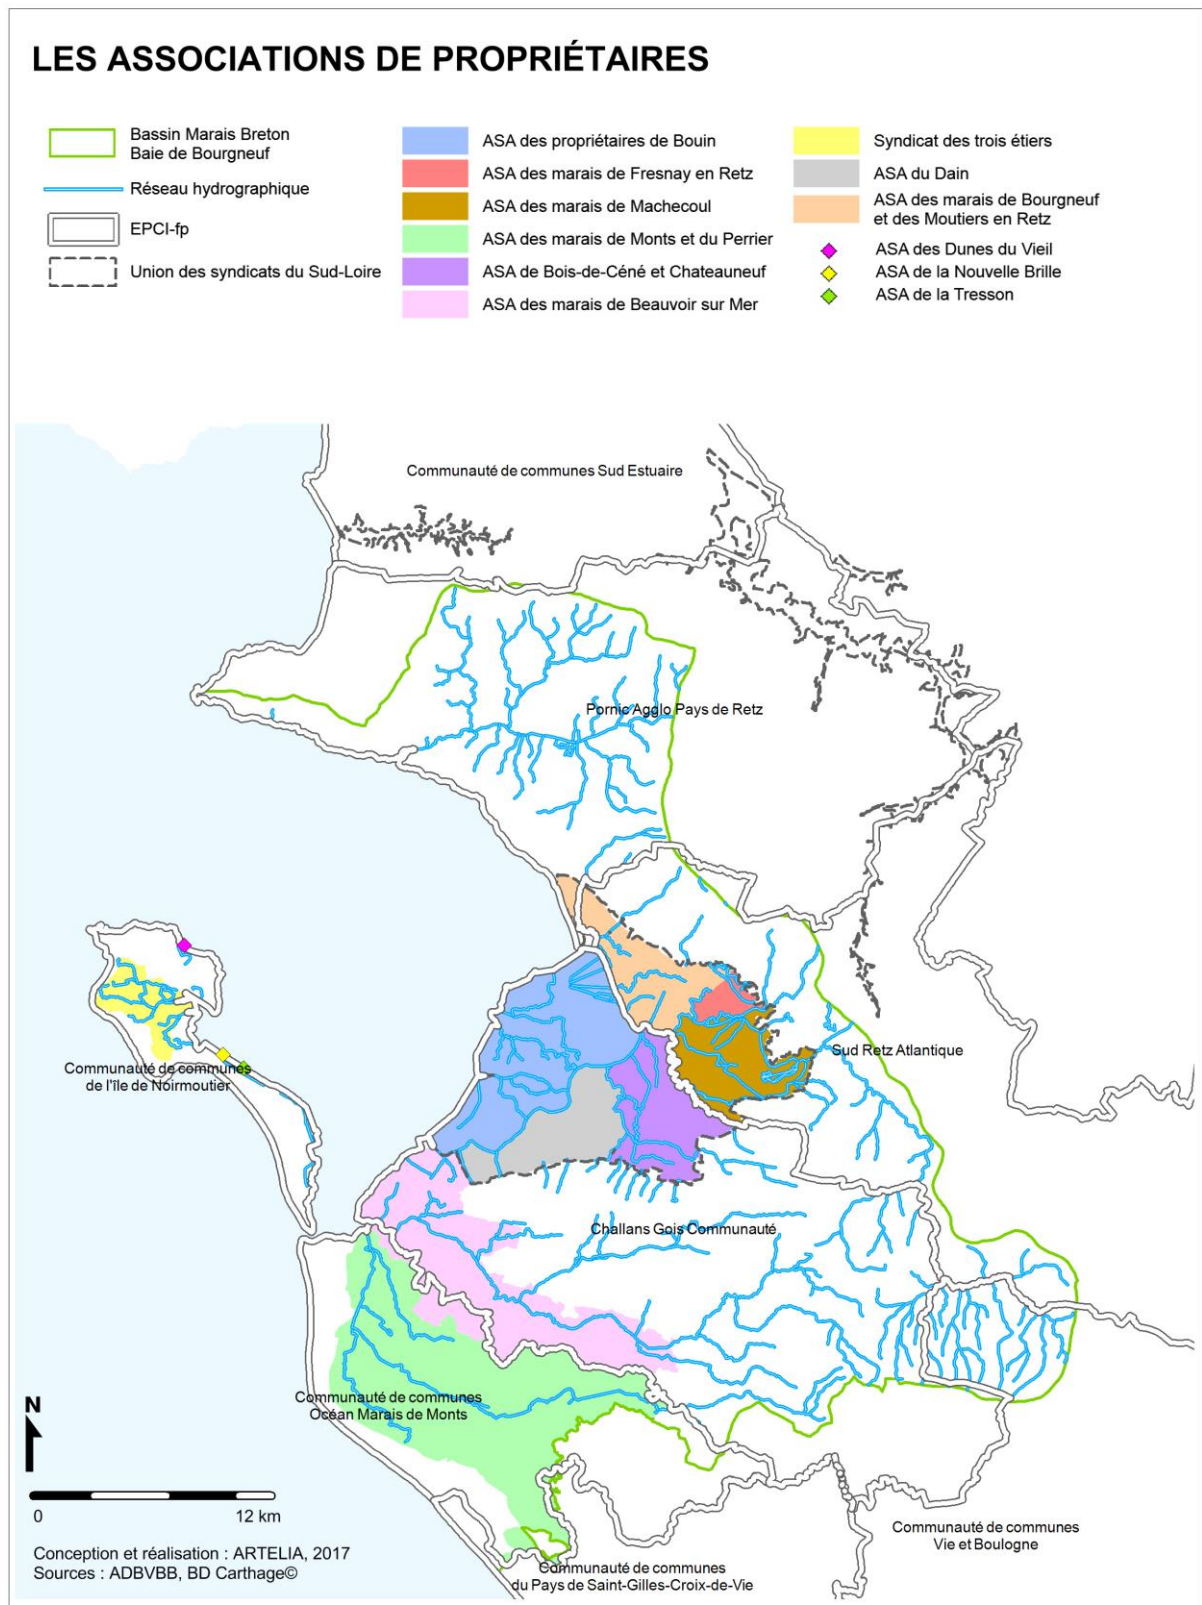 LES ASSOCIATIONS DE PROPRIÉTAIRES
Bassin Marais Breton
Baie de Bourgneuf
Réseau hydrographique
EPCI-fp
Union des syndicats du Sud-Loire
ASA des propriétaires de Bouin
ASA des marais de Fresnay en Retz
ASA des marais de Machecoul
ASA des marais de Monts et du Perrier
ASA de Bois-de-Céné et Chateauneuf
ASA des marais de Beauvoir sur Mer
Syndicat des trois étiers
ASA du Dain
ASA des marais de Bourgneuf
et des Moutiers en Retz
ASA des Dunes du Vieil
ASA de la Nouvelle Brille
ASA de la Tresson
Communauté de communes Sud Estuaire
Pornic Agglo Pays de Retz
Sud Retz Atlantique
Communauté de communes
de l'île de Noirmoutier
Challans Gois Communauté
Communauté de communes
Océan Marais de Monts
Communauté de communes
Vie et Boulogne
Communauté de communes
du Pays de Saint-Gilles-Croix-de-Vie
N
0 12 km
Conception et réalisation : ARTELIA, 2017
Sources : ADBVBB, BD Carthage©